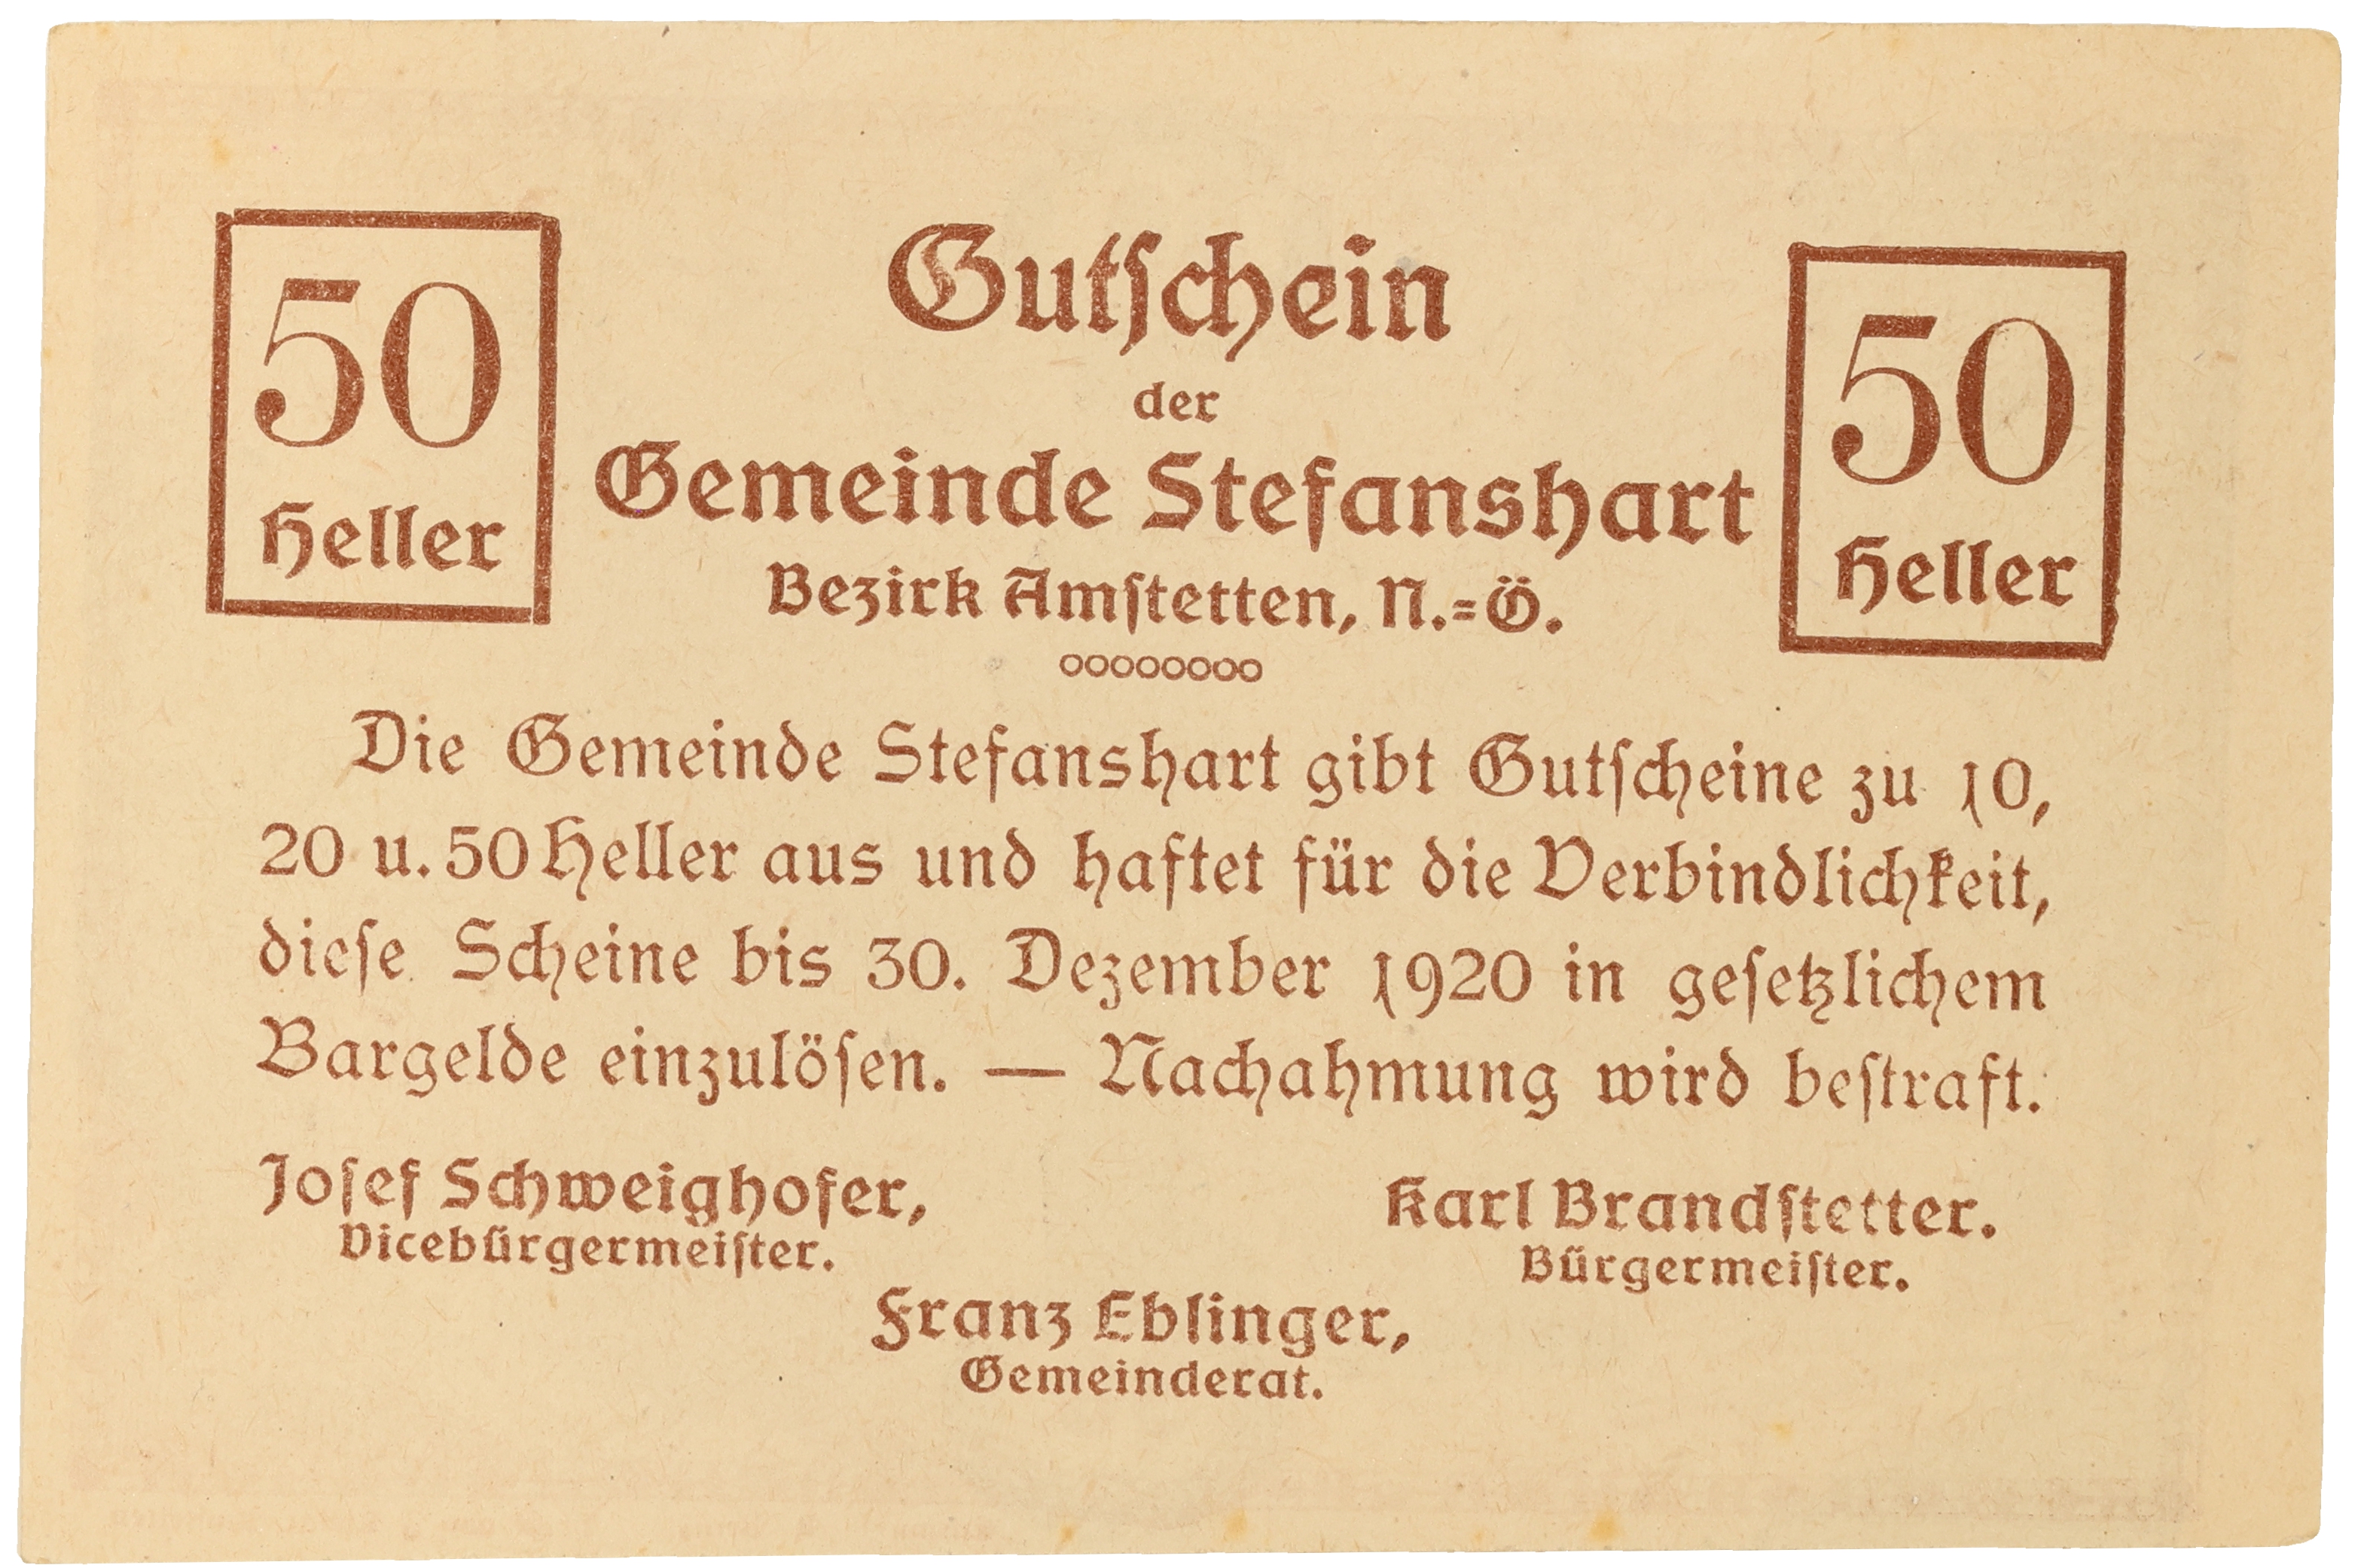 50
Heller
Gutschein
der
Gemeinde Stefanshart
Bezirk Amstetten, N.=Ö.
oooooooo
50
Heller
Die Gemeinde Stefanshart gibt Gutscheine zu 10,
20 u. 50 Heller aus und haftet für die Verbindlichkeit,
diese Scheine bis 30. Dezember 1920 in gesetzlichem
Bargelde einzulösen. — Nachahmung wird bestraft.
Josef Schweighofer,
Vicebürgermeister.
Karl Brandstetter.
Bürgermeister.
Franz Eblinger,
Gemeinderat.